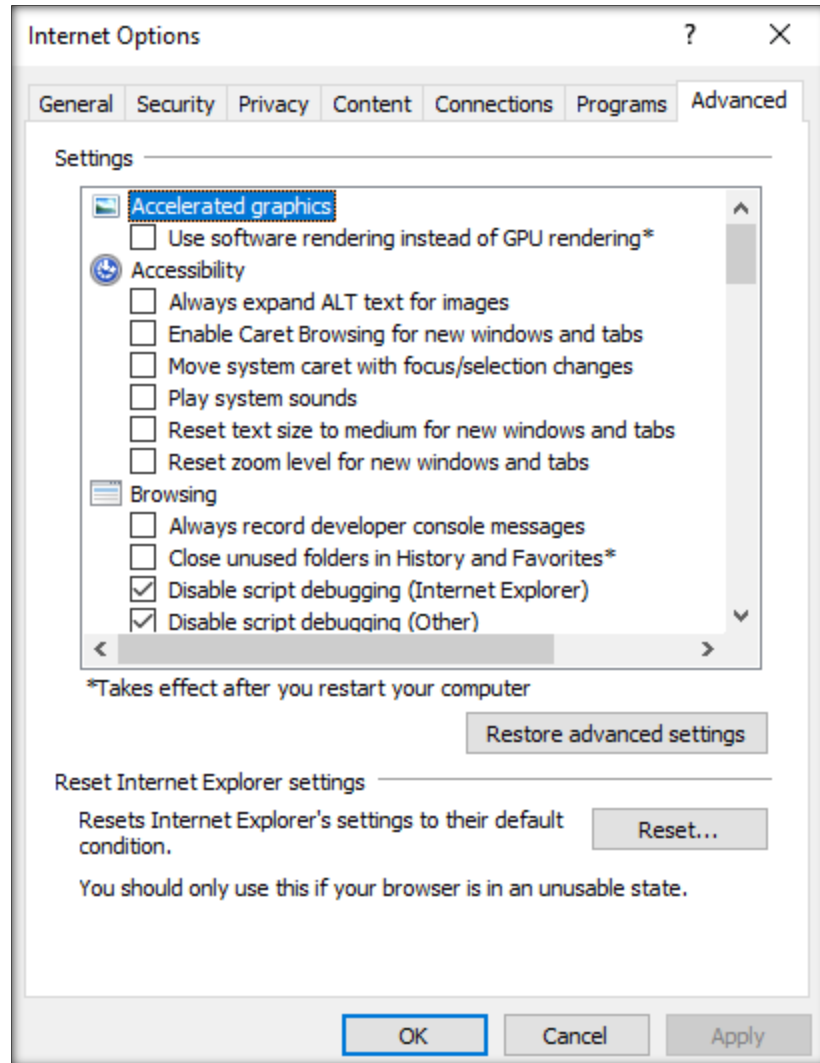 Internet Options
General Security Privacy Content Connections Programs Advanced
Settings
Accelerated graphics
Use software rendering instead of GPU rendering*
Accessibility
Always expand ALT text for images
Enable Caret Browsing for new windows and tabs
Move system caret with focus/selection changes
Play system sounds
Reset text size to medium for new windows and tabs
Reset zoom level for new windows and tabs
Browsing
Always record developer console messages
Close unused folders in History and Favorites*
Disable script debugging (Internet Explorer)
Disable script debugging (Other)
*Takes effect after you restart your computer
Restore advanced settings
Reset Internet Explorer settings
Resets Internet Explorer's settings to their default
condition.
Reset...
You should only use this if your browser is in an unusable state.
OK Cancel Apply